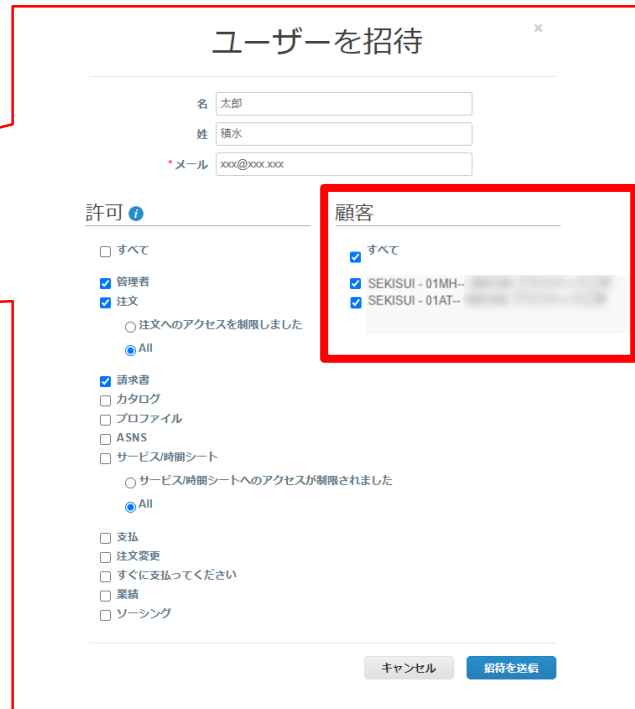 ユーザーを招待
×
名 太郎
姓 積水
*メール xxx@xxx.xxx
許可 i
すべて
管理者
注文
注文へのアクセスを制限しました
All
請求書
カタログ
プロファイル
ASNS
サービス/時間シート
サービス/時間シートへのアクセスが制限されました
All
支払
注文変更
すぐに支払ってください
業績
ソーシング
顧客
すべて
SEKISUI - 01MH--
SEKISUI - 01AT--
キャンセル 招待を送信